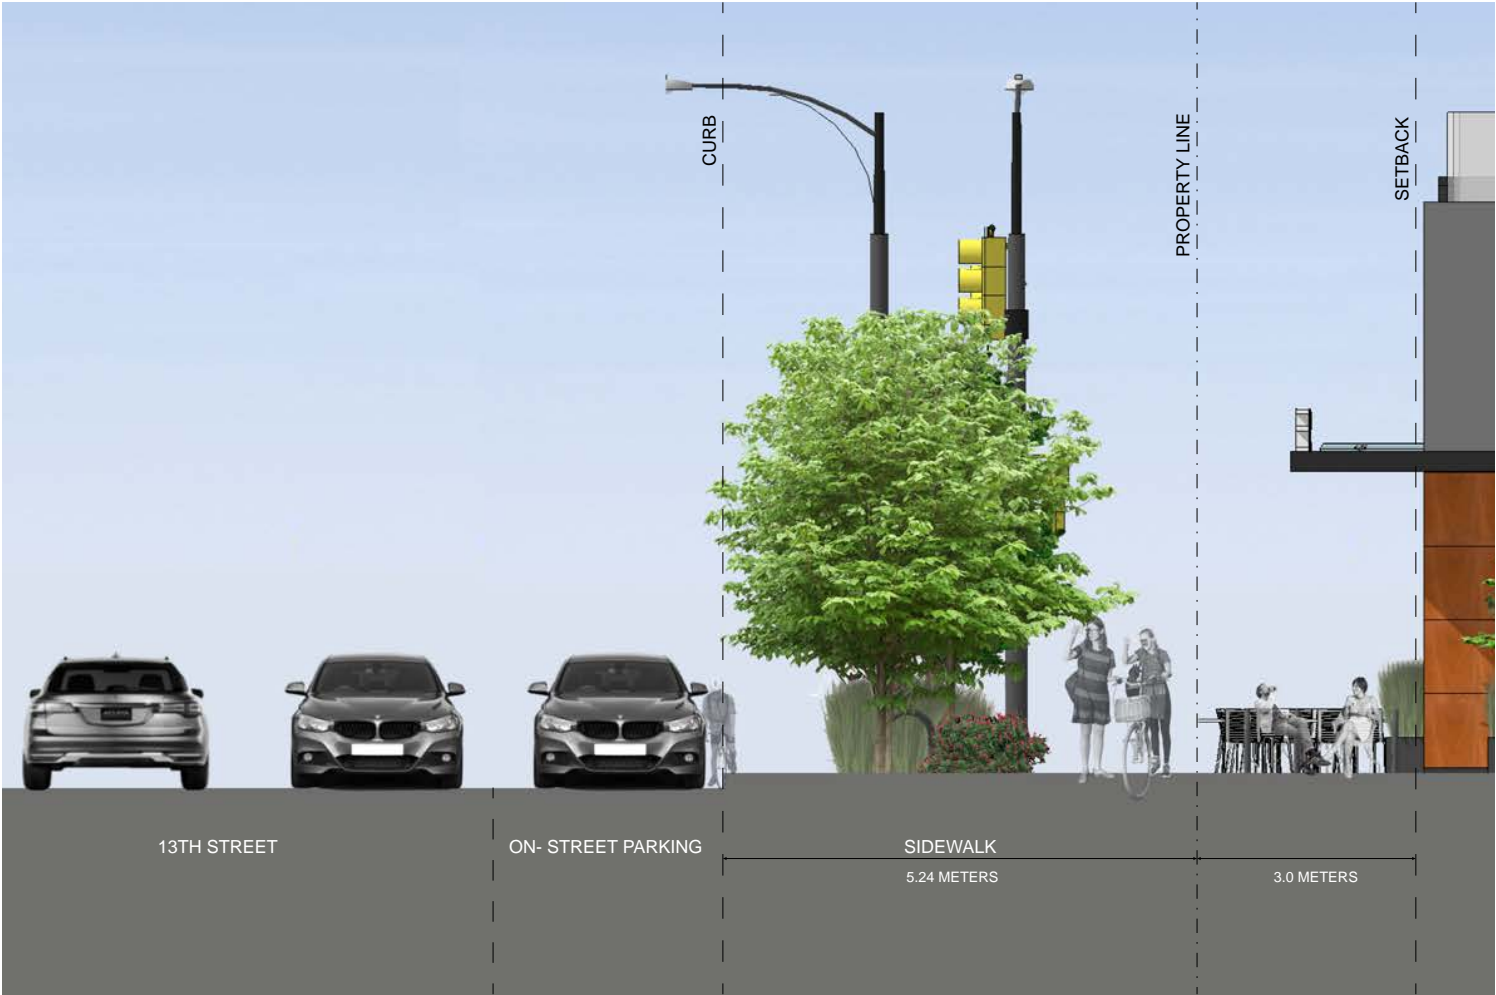 CURB
PROPERTY LINE
SETBACK
13TH STREET
ON- STREET PARKING
SIDEWALK
5.24 METERS
3.0 METERS